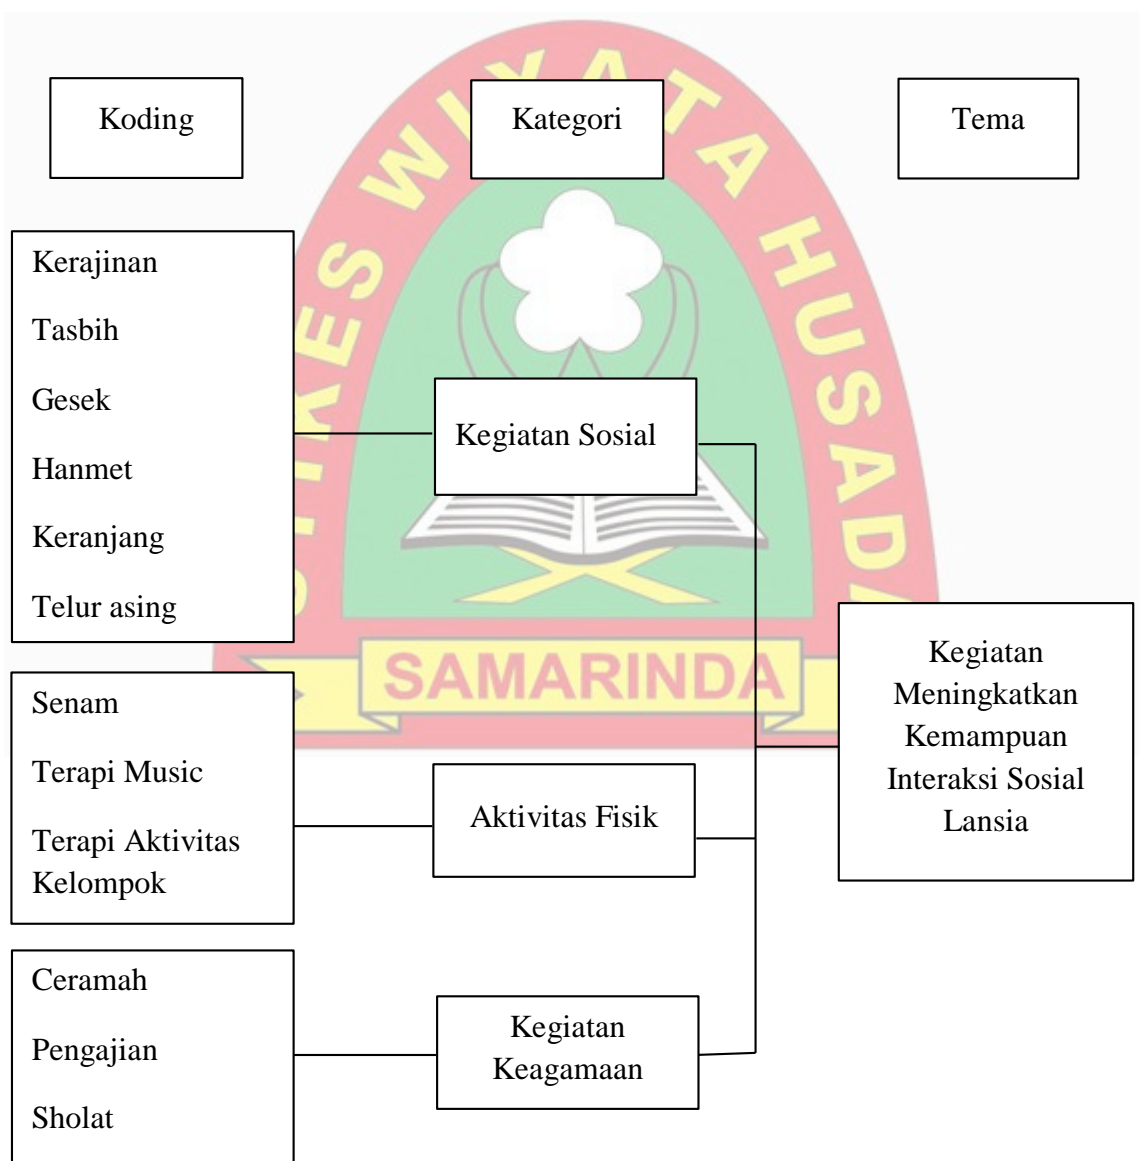 Koding
Kategori
Tema
Kerajinan
Tasbih
Gesek
Hanmet
Keranjang
Telur asing
Kegiatan Sosial
Senam
Terapi Music
Terapi Aktivitas
Kelompok
Aktivitas Fisik
Ceramah
Pengajian
Sholat
Kegiatan
Keagamaan
Kegiatan
Meningkatkan
Kemampuan
Interaksi Sosial
Lansia
STIKES WIYATA HUSADA
SAMARINDA